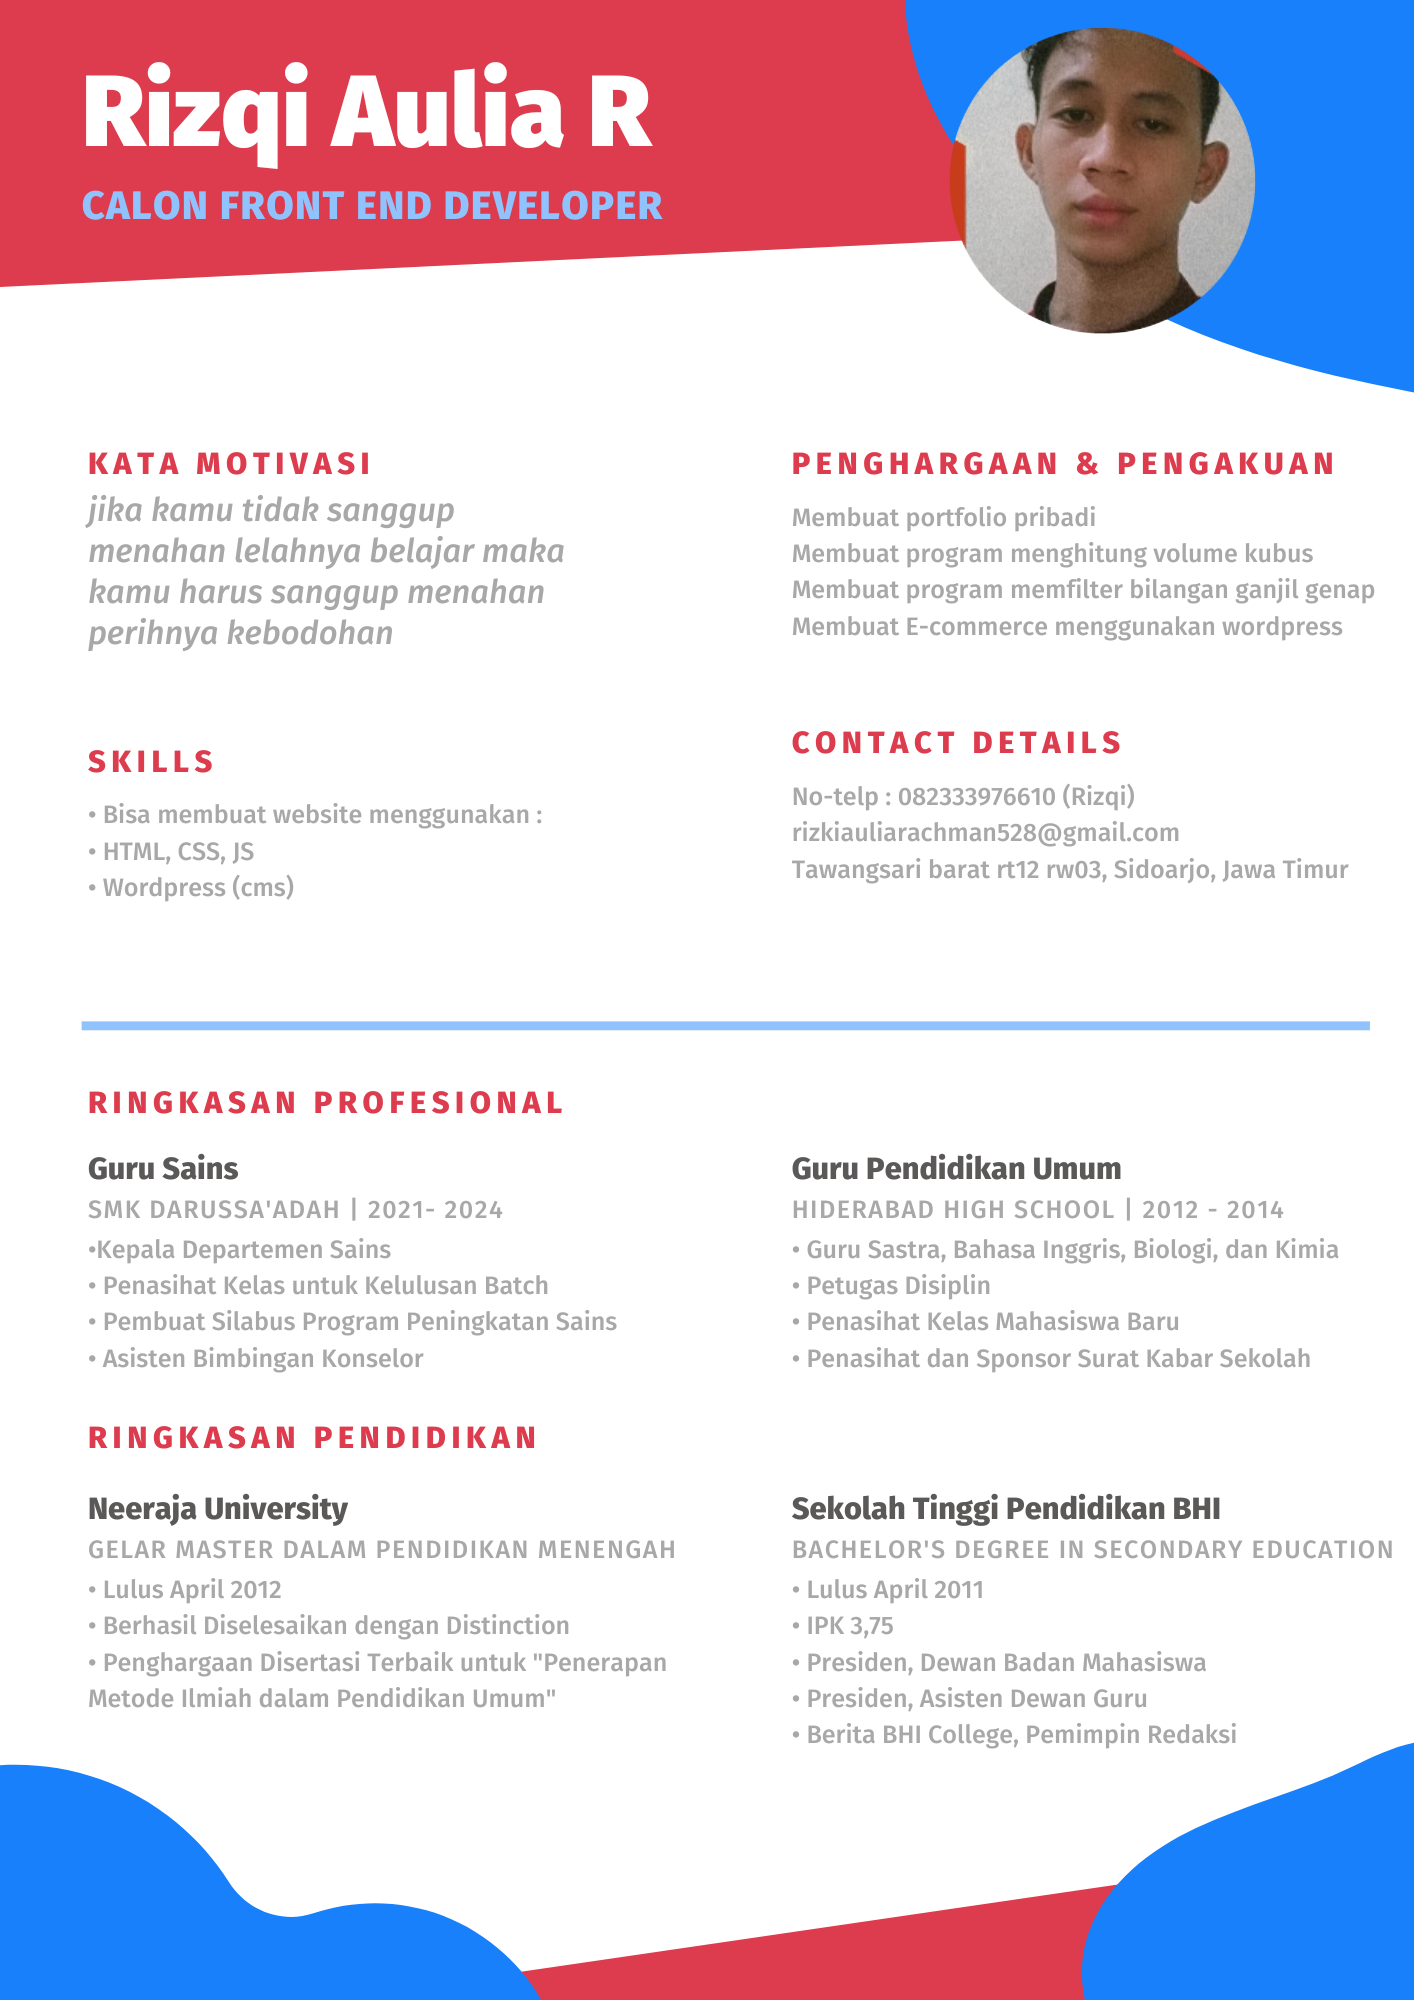 Rizqi Aulia R
CALON FRONT END DEVELOPER
KATA MOTIVASI
jika kamu tidak sanggup
menahan lelahnya belajar maka
kamu harus sanggup menahan
perihnya kebodohan
SKILLS
• Bisa membuat website menggunakan :
• HTML, CSS, JS
• Wordpress (cms)
PENGHARGAAN & PENGAKUAN
Membuat portfolio pribadi
Membuat program menghitung volume kubus
Membuat program memfilter bilangan ganjil genap
Membuat E-commerce menggunakan wordpress
CONTACT DETAILS
No-telp : 082333976610 (Rizqi)
rizkiauliarachman528@gmail.com
Tawangsari barat rt12 rw03, Sidoarjo, Jawa Timur
RINGKASAN PROFESIONAL
Guru Sains
SMK DARUSSA'ADAH | 2021- 2024
•Kepala Departemen Sains
• Penasihat Kelas untuk Kelulusan Batch
• Pembuat Silabus Program Peningkatan Sains
• Asisten Bimbingan Konselor
Guru Pendidikan Umum
HIDERABAD HIGH SCHOOL | 2012 - 2014
• Guru Sastra, Bahasa Inggris, Biologi, dan Kimia
• Petugas Disiplin
• Penasihat Kelas Mahasiswa Baru
• Penasihat dan Sponsor Surat Kabar Sekolah
RINGKASAN PENDIDIKAN
Neeraja University
GELAR MASTER DALAM PENDIDIKAN MENENGAH
• Lulus April 2012
• Berhasil Diselesaikan dengan Distinction
• Penghargaan Disertasi Terbaik untuk "Penerapan
Metode Ilmiah dalam Pendidikan Umum"
Sekolah Tinggi Pendidikan BHI
BACHELOR'S DEGREE IN SECONDARY EDUCATION
• Lulus April 2011
• IPK 3,75
• Presiden, Dewan Badan Mahasiswa
• Presiden, Asisten Dewan Guru
• Berita BHI College, Pemimpin Redaksi